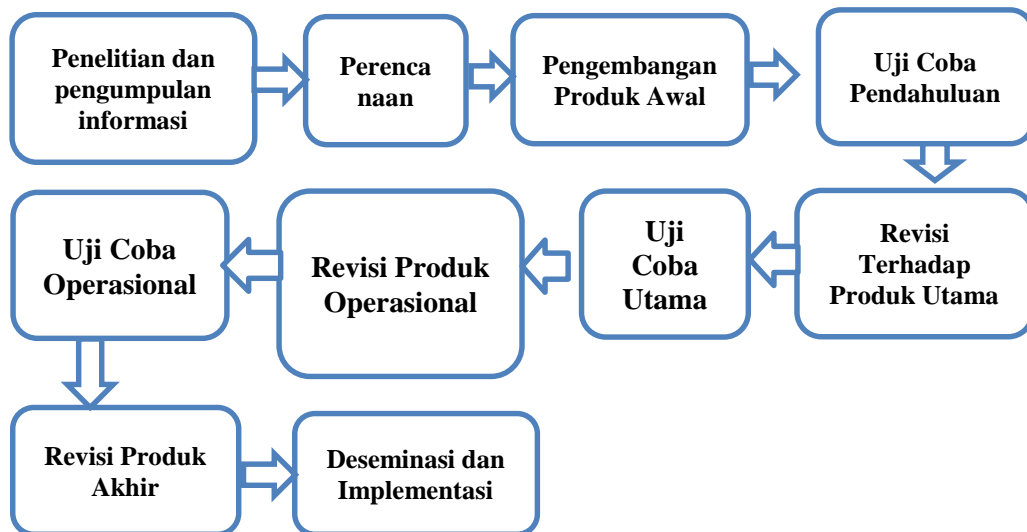 Penelitian dan
pengumpulan
informasi
Perenca
naan
Pengembangan
Produk Awal
Uji Coba
Pendahuluan
Revisi
Terhadap
Produk Utama
Uji
Coba
Utama
Revisi Produk
Operasional
Uji Coba
Operasional
Revisi Produk
Akhir
Deseminasi dan
Implementasi